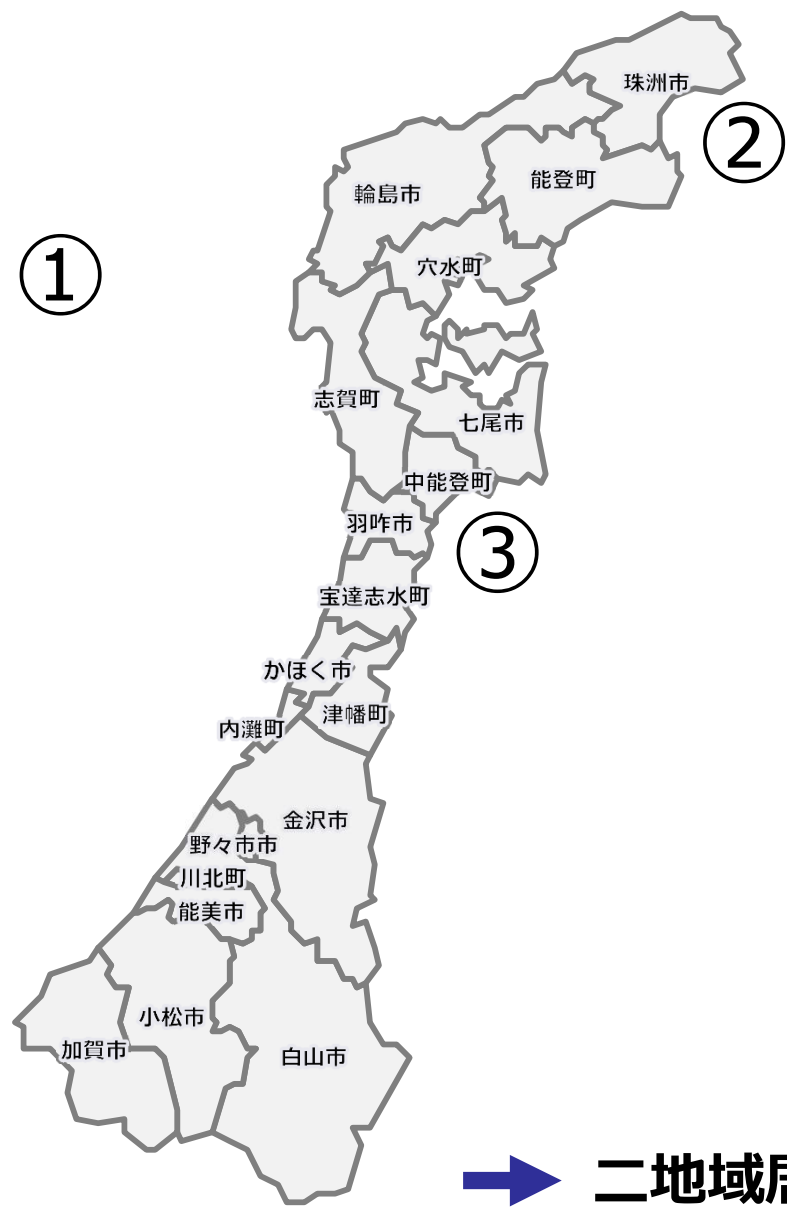 珠洲市
②
能登町
輪島市
穴水町
①
志賀町
七尾市
中能登町
羽咋市
③
宝達志水町
かほく市
津幡町
内灘町
金沢市
野々市市
川北町
能美市
小松市
加賀市
白山市
二地域居